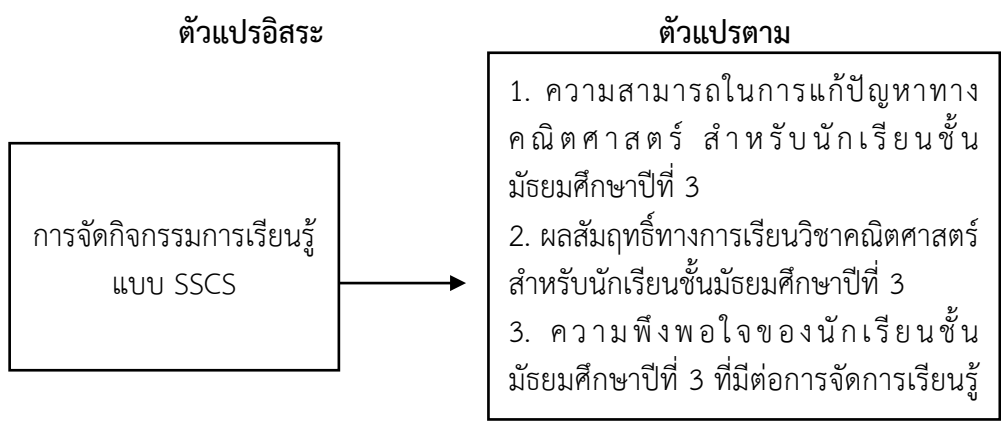 ตัวแปรอิสระ
ตัวแปรตาม
การจัดกิจกรรมการเรียนรู้
แบบ SSCS
1. ความสามารถในการแก้ปัญหาทาง
คณิตศาสตร์ สำหรับนักเรียนชั้น
มัธยมศึกษาปีที่ 3
2. ผลสัมฤทธิ์ทางการเรียนวิชาคณิตศาสตร์
สำหรับนักเรียนชั้นมัธยมศึกษาปีที่ 3
3. ความพึงพอใจของนักเรียนชั้น
มัธยมศึกษาปีที่ 3 ที่มีต่อการจัดการเรียนรู้